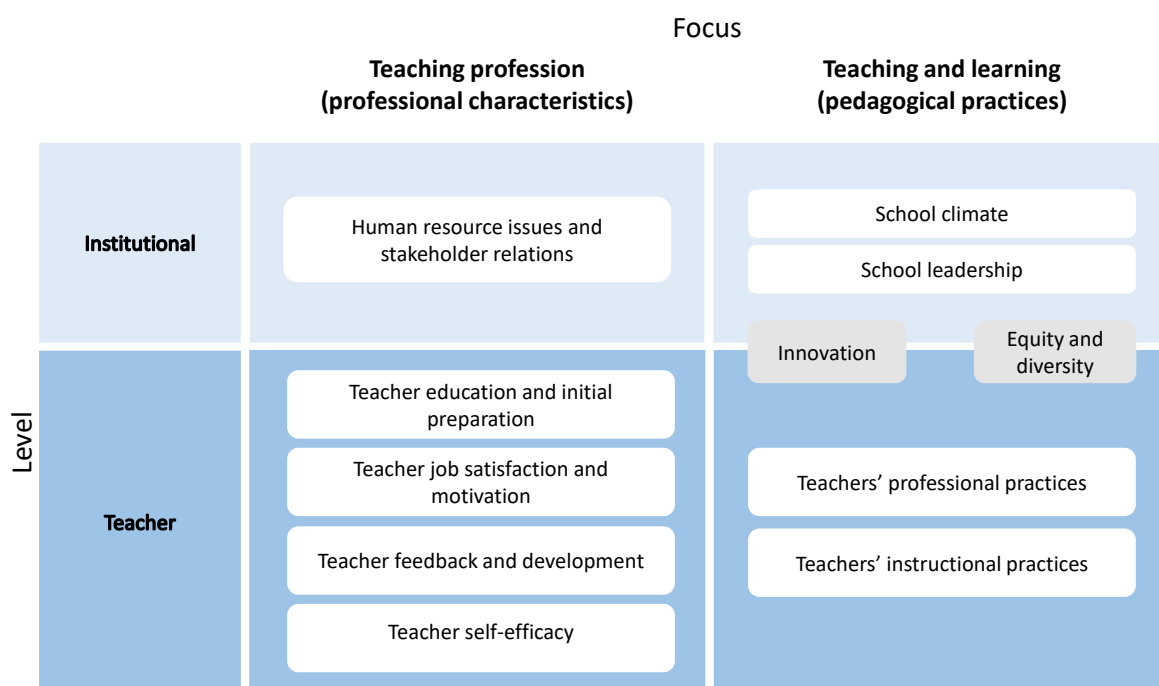 Focus
Teaching profession
(professional characteristics)
Teaching and learning
(pedagogical practices)
Level
Institutional
Human resource issues and
stakeholder relations
School climate
School leadership
Innovation
Equity and
diversity
Teacher
Teacher education and initial
preparation
Teacher job satisfaction and
motivation
Teacher feedback and development
Teacher self-efficacy
Teachers’ professional practices
Teachers’ instructional practices